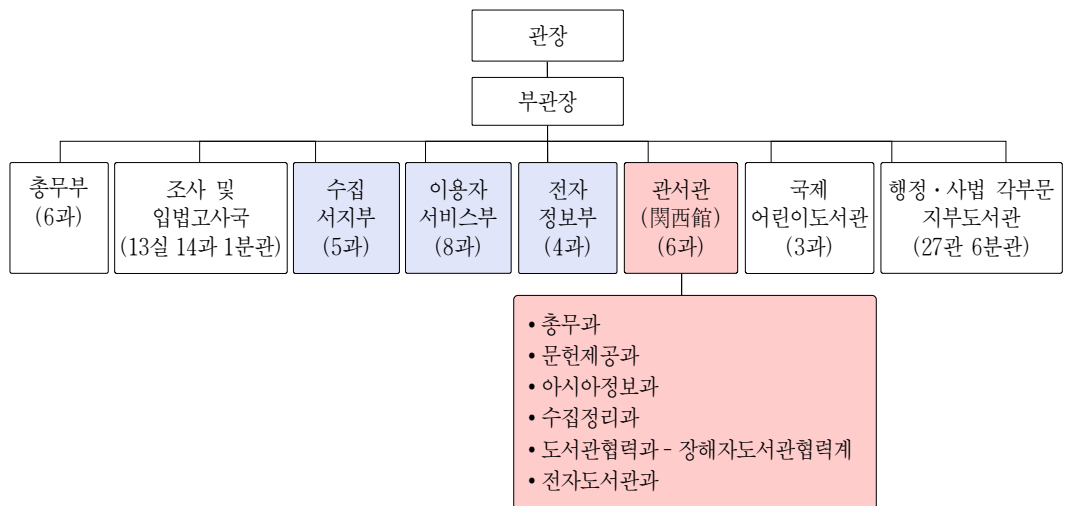 관장
부관장
총무부
(6과)
조사 및
입법고사국
(13실 14과 1분관)
수집
서지부
(5과)
이용자
서비스부
(8과)
전자
정보부
(4과)
관서관
(関西館)
(6과)
국제
어린이도서관
(3과)
행정·사법 각부문
지부도서관
(27관 6분관)
• 총무과
• 문헌제공과
• 아시아정보과
• 수집정리과
• 도서관협력과 - 장해자도서관협력계
• 전자도서관과